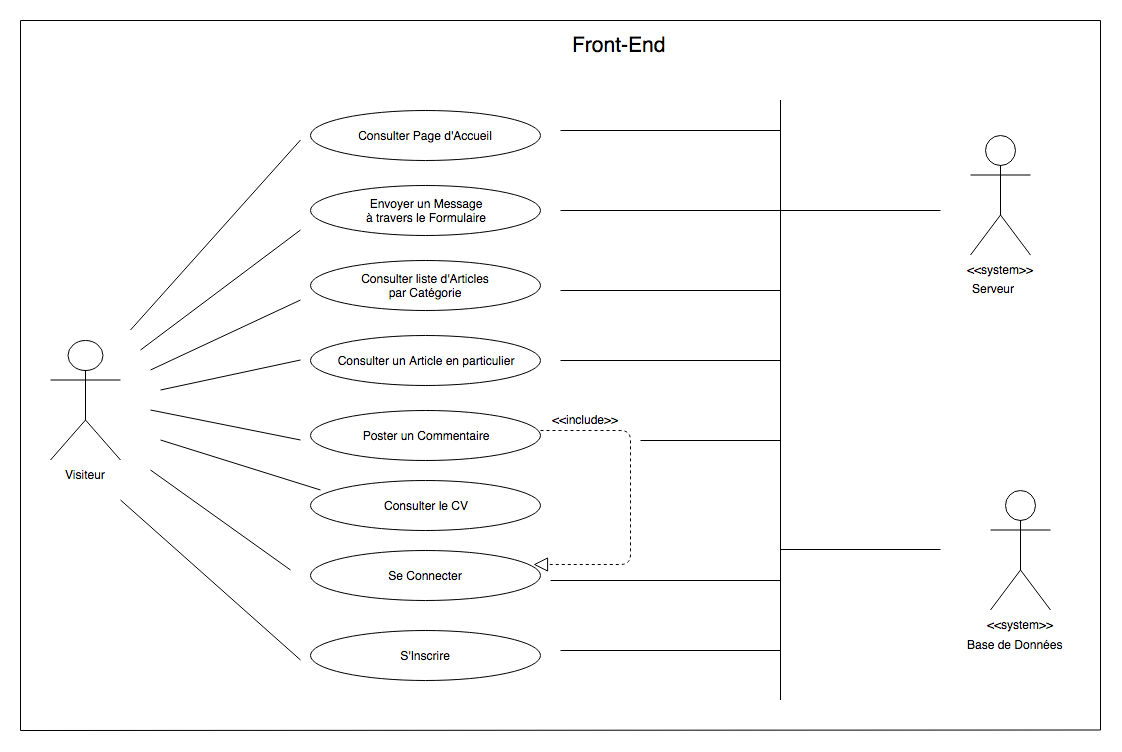 Front-End
Consulter Page d'Accueil
Envoyer un Message
à travers le Formulaire
Consulter liste d'Articles
par Catégorie
Consulter un Article en particulier
Poster un Commentaire
<<include>>
Consulter le CV
Se Connecter
S'Inscrire
Visiteur
<<system>>
Serveur
<<system>>
Base de Données